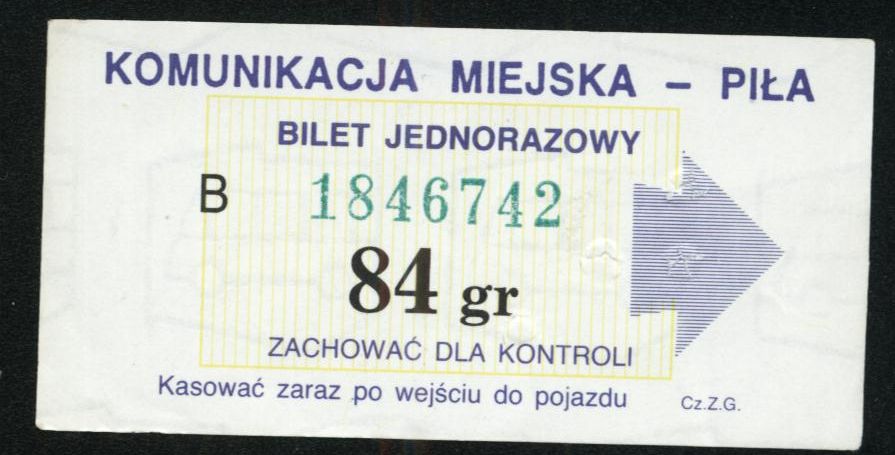 KOMUNIKACJA MIEJSKA – PIŁA
BILET JEDNORAZOWY
B 1846742
84 gr
ZACHOWAĆ DLA KONTROLI
Kasować zaraz po wejściu do pojazdu
Cz.Z.G.